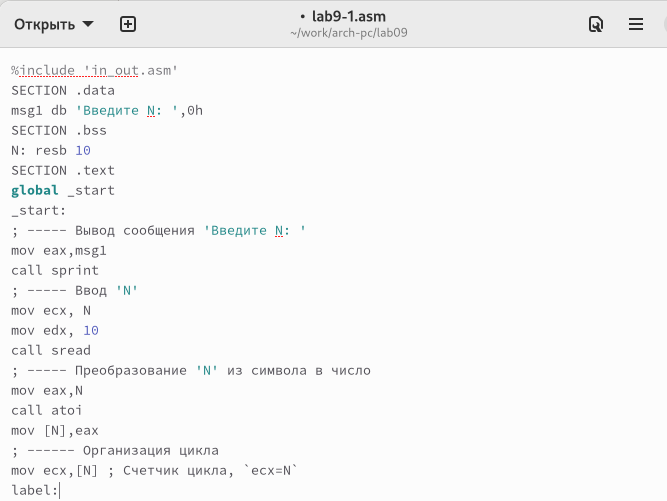 Открыть
• lab9-1.asm
~/work/arch-pc/lab09
%include 'in_out.asm'
SECTION .data
msg1 db 'Введите N: ',0h
SECTION .bss
N: resb 10
SECTION .text
global _start
_start:
; ----- Вывод сообщения 'Введите N: '
mov eax,msg1
call sprint
; ----- Ввод 'N'
mov ecx, N
mov edx, 10
call sread
; ----- Преобразование 'N' из символа в число
mov eax,N
call atoi
mov [N],eax
; ------ Организация цикла
mov ecx,[N] ; Счетчик цикла, `ecx=N`
label: